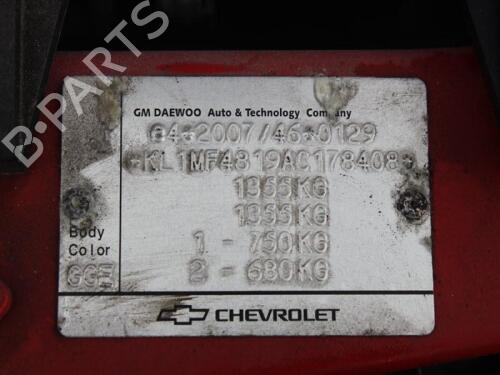 B-PARTS
GM DAEWOO Auto & Technology Company
e4*2007/46*0129
*KL1MF4819AC178408*
1355KG
1355KG
Body
Color
1 - 750KG
GGE
2 - 680KG
CHEVROLET